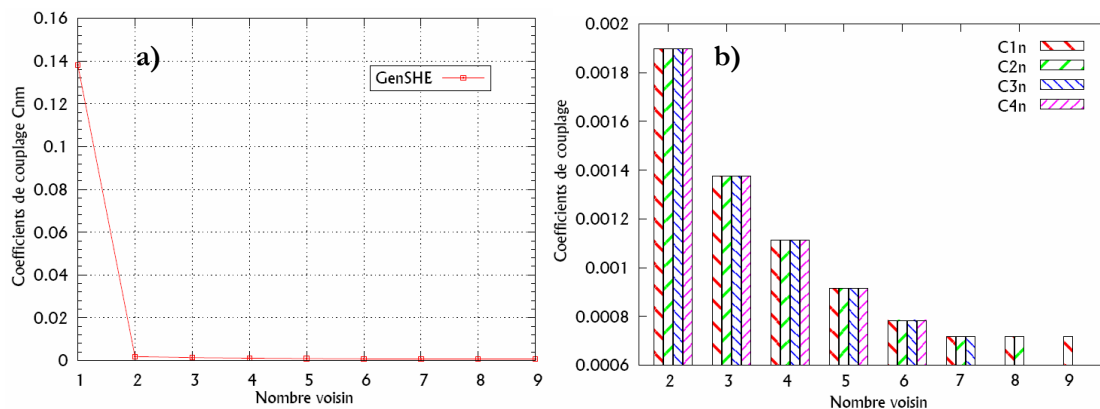 a)
Coefficients de couplage Cnm
0.16
0.14
0.12
0.1
0.08
0.06
0.04
0.02
0
GenSHE
1 2 3 4 5 6 7 8 9
Nombre voisin
b)
Coefficients de couplage
0.002
0.0018
0.0016
0.0014
0.0012
0.001
0.0008
0.0006
C1n
C2n
C3n
C4n
2 3 4 5 6 7 8 9
Nombre voisin